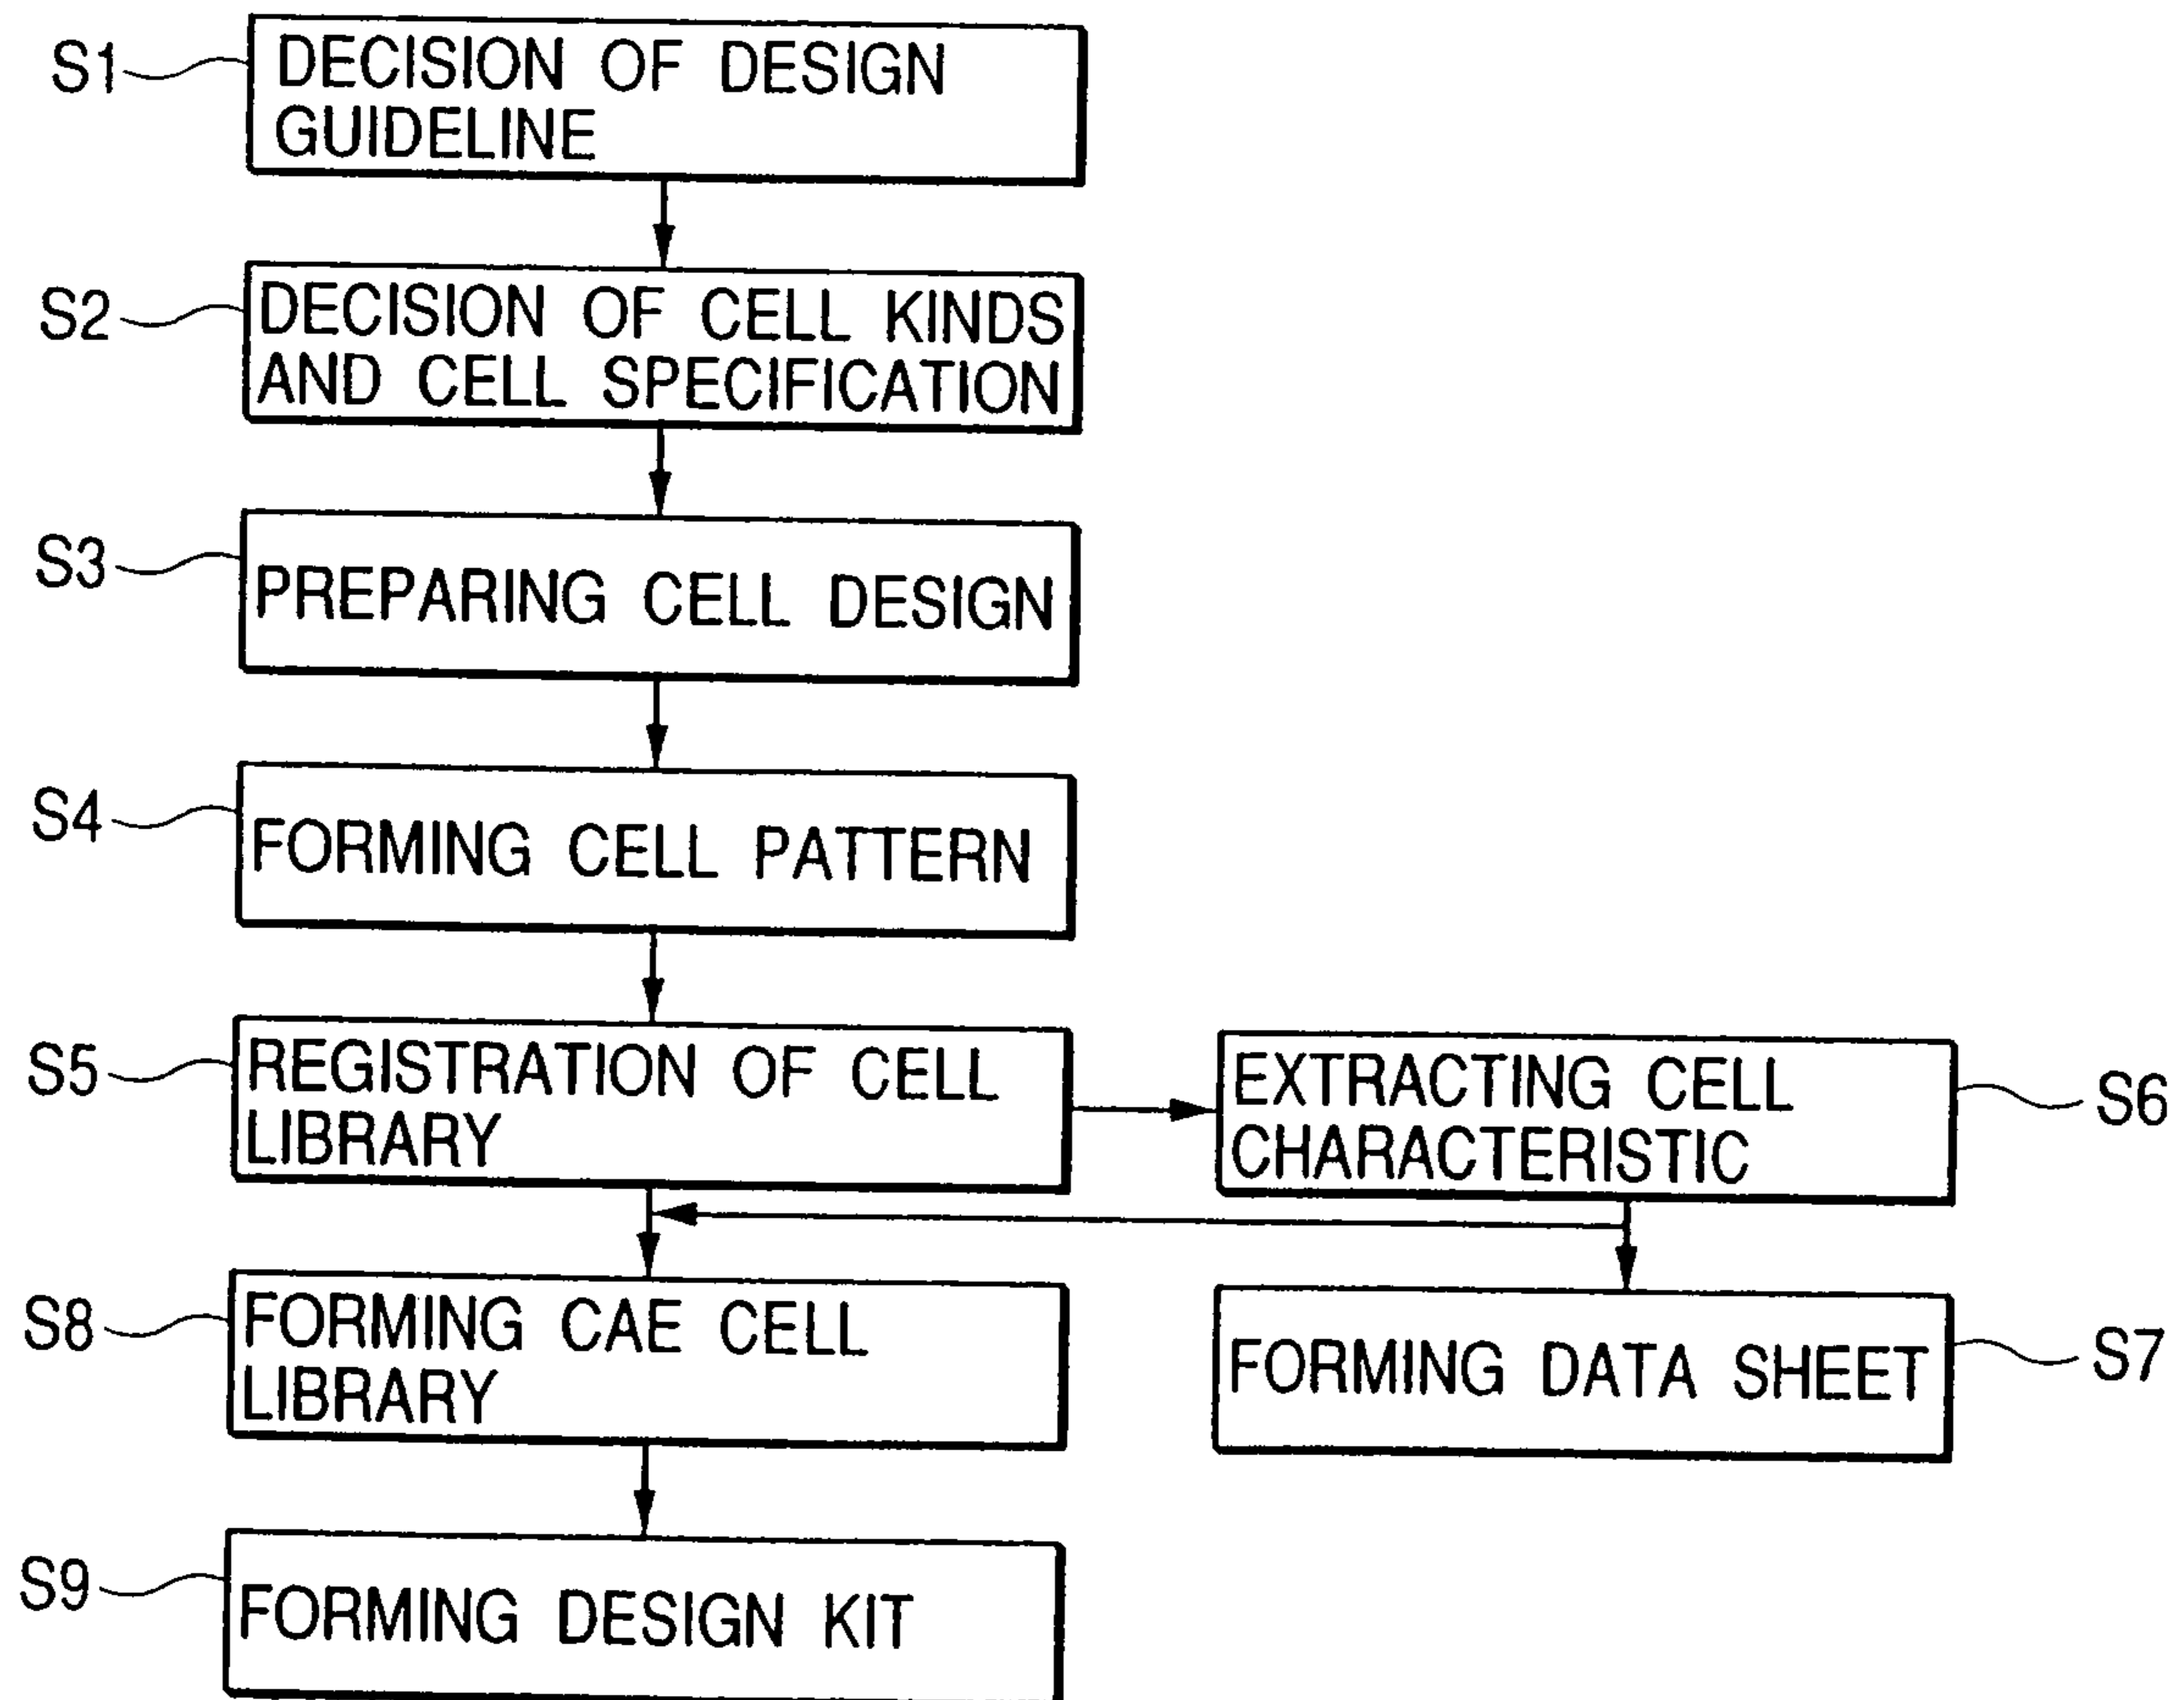 S1
DECISION OF DESIGN
GUIDELINE
S2
DECISION OF CELL KINDS
AND CELL SPECIFICATION
S3
PREPARING CELL DESIGN
S4
FORMING CELL PATTERN
S5
REGISTRATION OF CELL
LIBRARY
EXTRACTING CELL
CHARACTERISTIC
S6
S8
FORMING CAE CELL
LIBRARY
FORMING DATA SHEET
S7
S9
FORMING DESIGN KIT